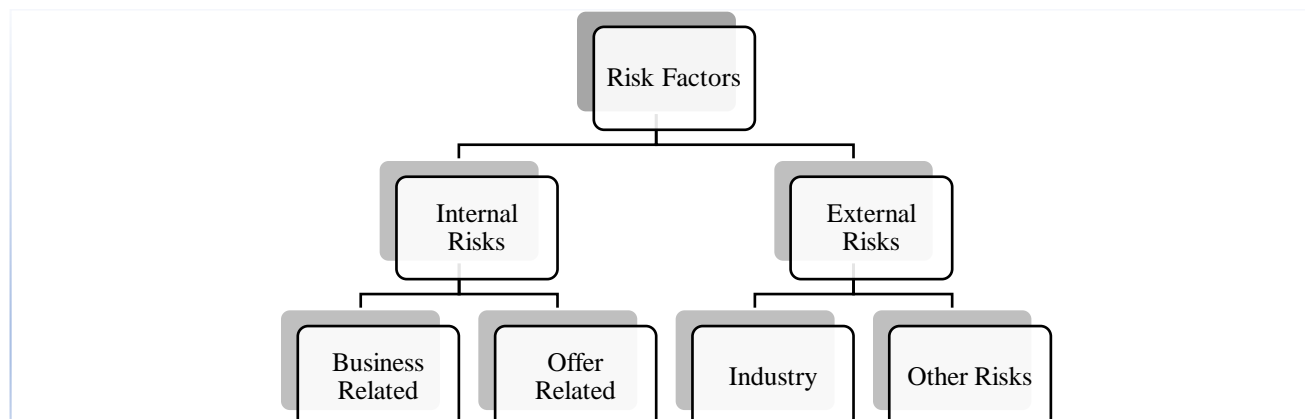 Risk Factors
Internal
Risks
External
Risks
Business
Related
Offer
Related
Industry
Other Risks